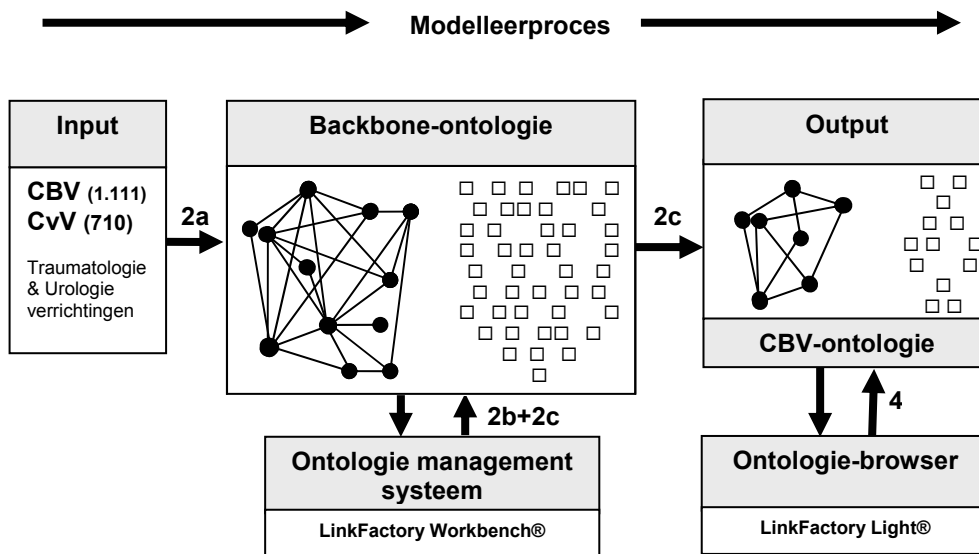 Modelleerproces
Input
CBV (1.111)
CvV (710)
Traumatologie
& Urologie
verrichtingen
2a
Backbone-ontologie
2c
Output
CBV-ontologie
2b+2c
4
Ontologie management
systeem
LinkFactory Workbench®
Ontologie-browser
LinkFactory Light®